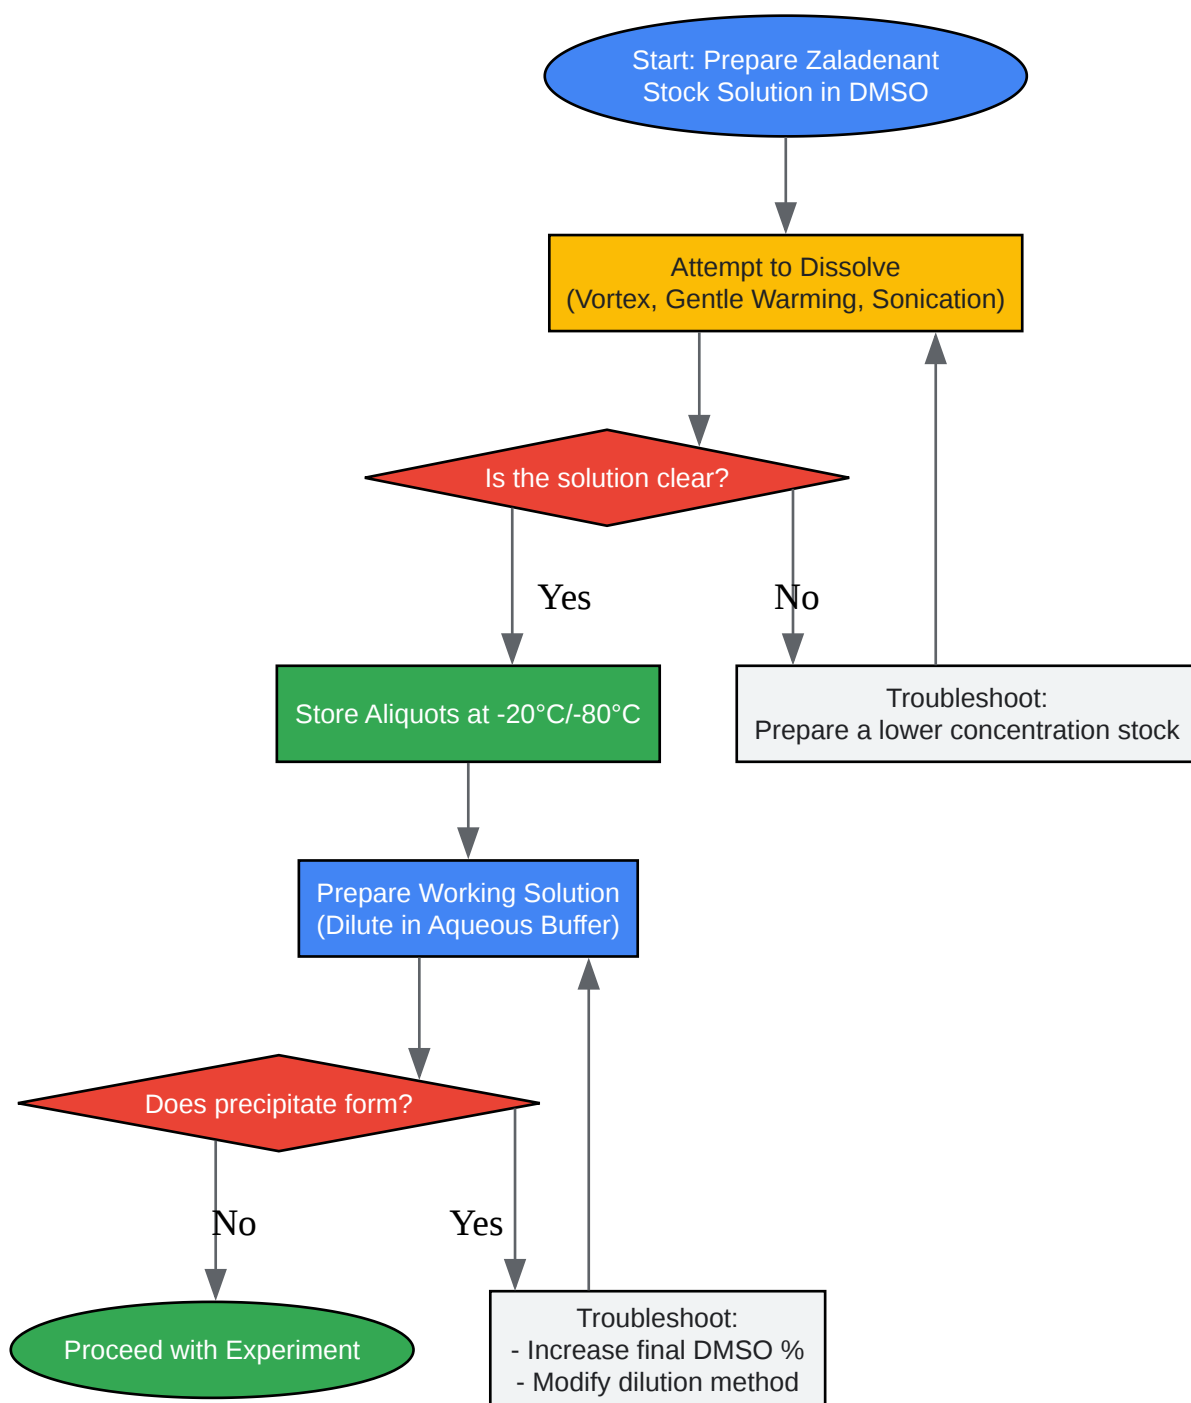 Start: Prepare Zaladenant
Stock Solution in DMSO
Attempt to Dissolve
(Vortex, Gentle Warming, Sonication)
Is the solution clear?
Yes
No
Store Aliquots at -20°C/-80°C
Troubleshoot:
Prepare a lower concentration stock
Prepare Working Solution
(Dilute in Aqueous Buffer)
Does precipitate form?
No
Yes
Proceed with Experiment
Troubleshoot:
- Increase final DMSO %
- Modify dilution method